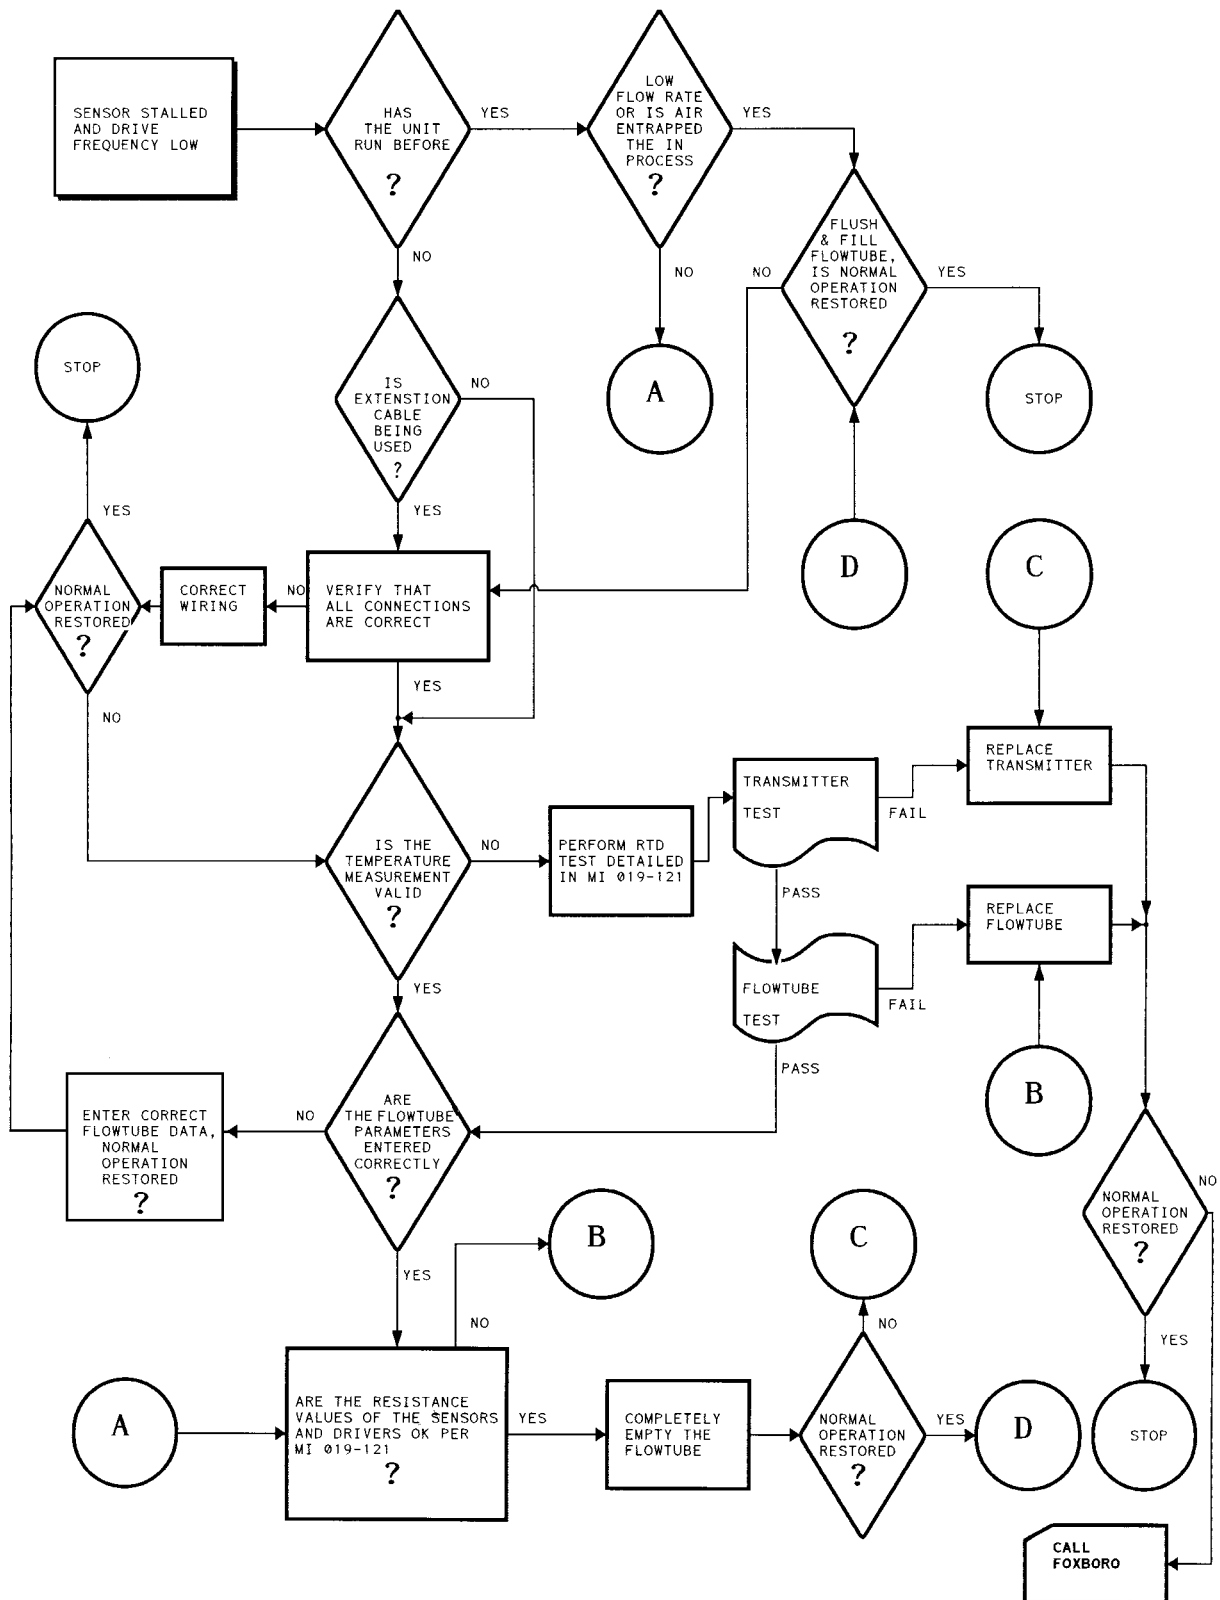 SENSOR STALLED
AND DRIVE
FREQUENCY LOW
HAS
THE UNIT
RUN BEFORE
?
YES
NO
LOW
FLOW RATE
OR IS AIR
ENTRAPPED
THE IN
PROCESS
?
YES
NO
A
FLUSH
& FILL
FLOWTUBE,
IS NORMAL
OPERATION
RESTORED
?
NO
YES
STOP
D
STOP
IS
EXTENSTION
CABLE
BEING
USED
?
NO
YES
YES
NORMAL
OPERATION
RESTORED
?
NO
CORRECT
WIRING
NO
VERIFY THAT
ALL CONNECTIONS
ARE CORRECT
YES
C
IS THE
TEMPERATURE
MEASUREMENT
VALID
?
NO
YES
PERFORM RTD
TEST DETAILED
IN MI 019-121
TRANSMITTER
TEST
FAIL
PASS
REPLACE
TRANSMITTER
FLOWTUBE
TEST
FAIL
PASS
REPLACE
FLOWTUBE
B
ENTER CORRECT
FLOWTUBE DATA,
NORMAL
OPERATION
RESTORED
?
NO
ARE
THE FLOWTUBE
PARAMETERS
ENTERED
CORRECTLY
?
YES
NO
B
C
NO
NORMAL
OPERATION
RESTORED
?
NO
YES
A
ARE THE RESISTANCE
VALUES OF THE SENSORS
AND DRIVERS OK PER
MI 019-121
?
YES
COMPLETELY
EMPTY THE
FLOWTUBE
NORMAL
OPERATION
RESTORED
?
YES
D
STOP
CALL
FOXBORO